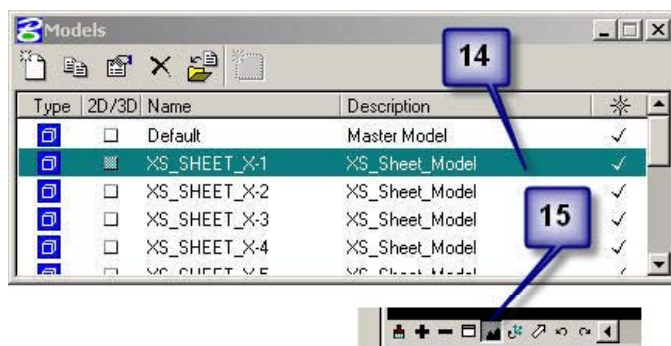 Models
14
Type 2D/3D Name Description
Default Master Model
XS_SHEET_X-1 XS_Sheet_Model
XS_SHEET_X-2 XS_Sheet_Model
XS_SHEET_X-3 XS_Sheet_Model
XS_SHEET_X-4 XS_Sheet_Model
15